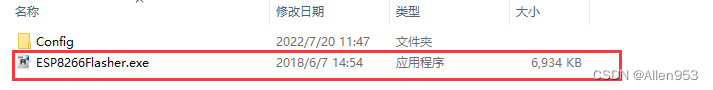 名称 修改日期 类型 大小
Config 2022/7/20 11:47 文件夹
ESP8266Flasher.exe 2018/6/7 14:54 应用程序 6,934 KB
CSDN @Allen953